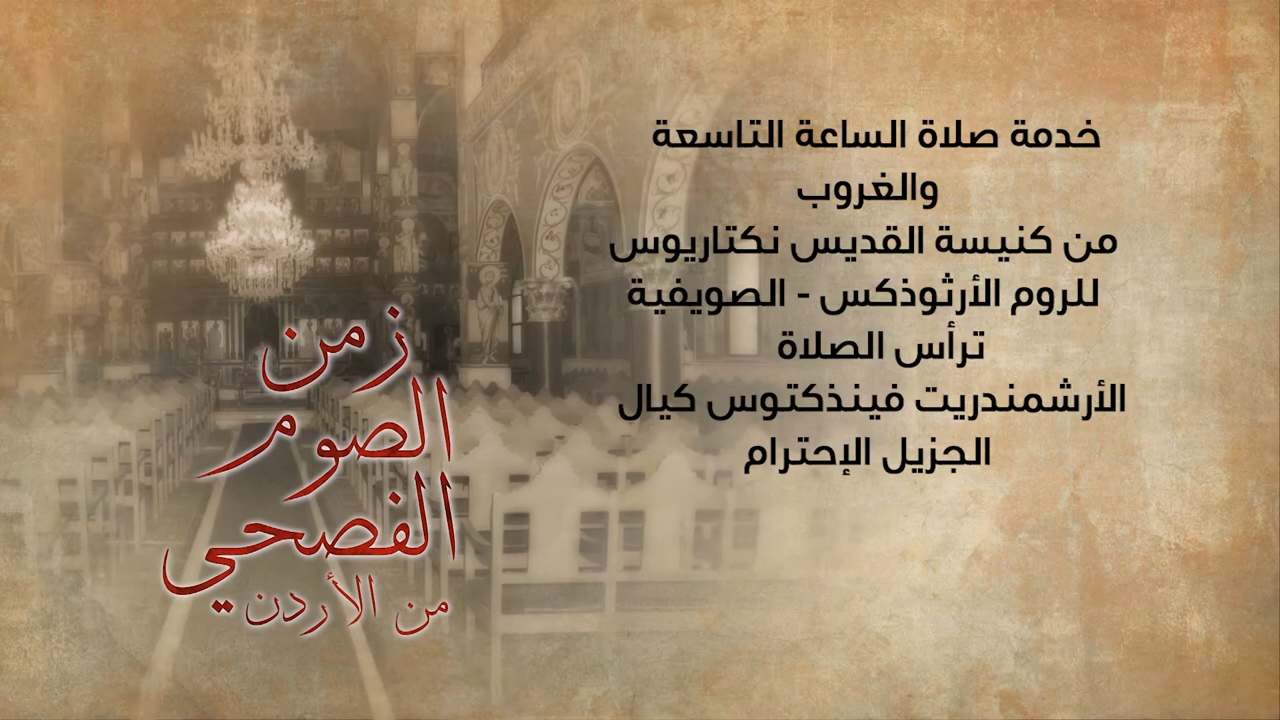 خدمة صلاة الساعة التاسعة
والغروب
من كنيسة القديس نكتاريوس
للروم الأرثوذكس - الصويفية
ترأس الصلاة
الأرشمندريت فينذكتوس كيال
الجزيل الإحترام
زمن
الصوم
الفصحي
من الأردن